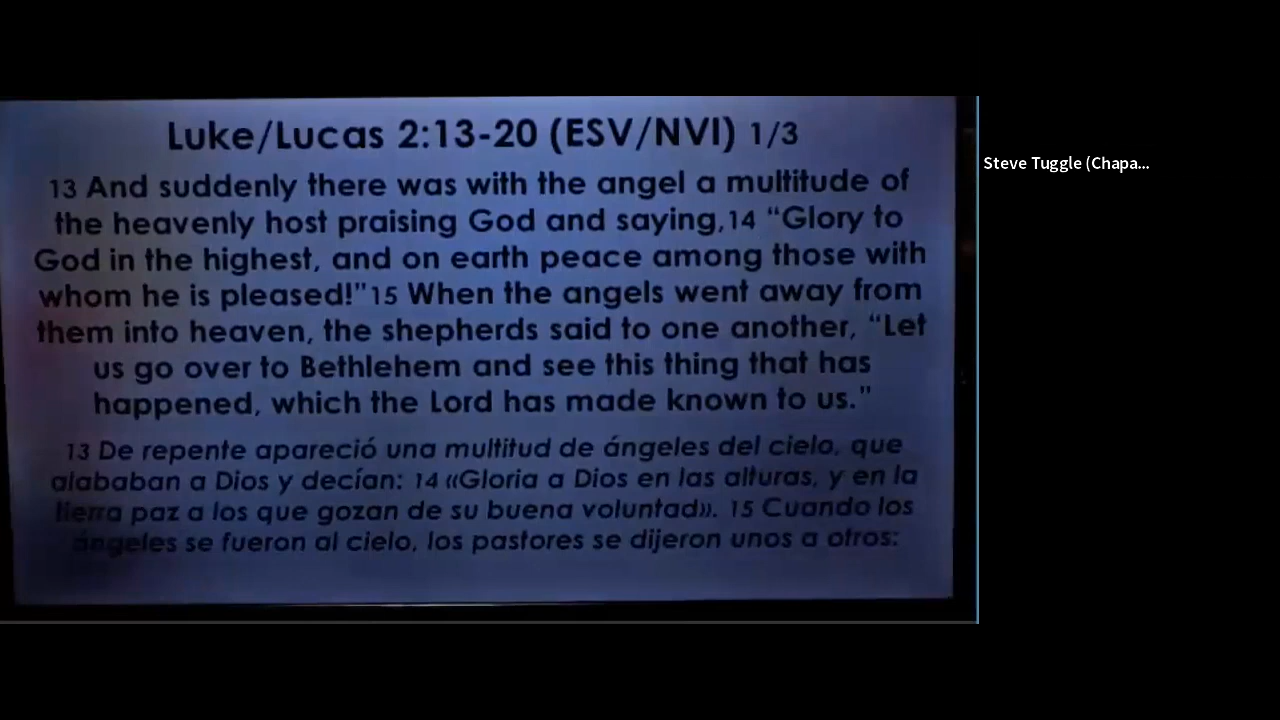 Luke/Lucas 2:13-20 (ESV/NVI) 1/3
13 And suddenly there was with the angel a multitude of
the heavenly host praising God and saying,14 “Glory to
God in the highest, and on earth peace among those with
whom he is pleased!"15 When the angels went away from
them into heaven, the shepherds said to one another, “Let
us go over to Bethlehem and see this thing that has
happened, which the Lord has made known to us.”
13 De repente apareció una multitud de ángeles del cielo, que
alababan a Dios y decían: 14 «Gloria a Dios en las alturas, y en la
tierra paz a los que gozan de su buena voluntad». 15 Cuando los
ángeles se fueron al cielo, los pastores se dijeron unos a otros:
Steve Tuggle (Chapa...